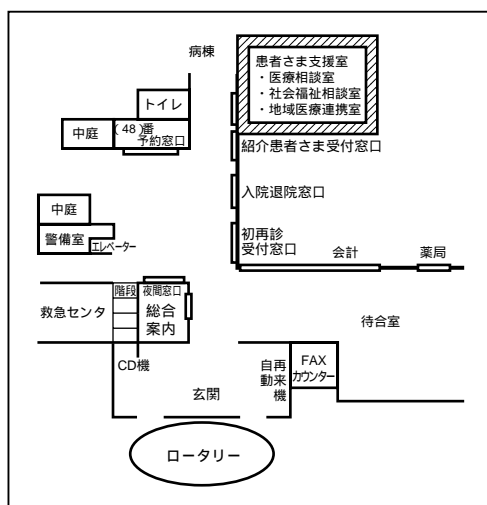 病棟
患者さま支援室
・医療相談室
・社会福祉相談室
・地域医療連携室
トイレ
中庭
(48)番
予約窓口
紹介患者さま受付窓口
入院退院窓口
中庭
警備室
エレベーター
初再診
受付窓口
会計
薬局
階段
夜間窓口
救急センタ
総合
案内
待合室
CD機
自動再来機
FAX
カウンター
玄関
ロータリー